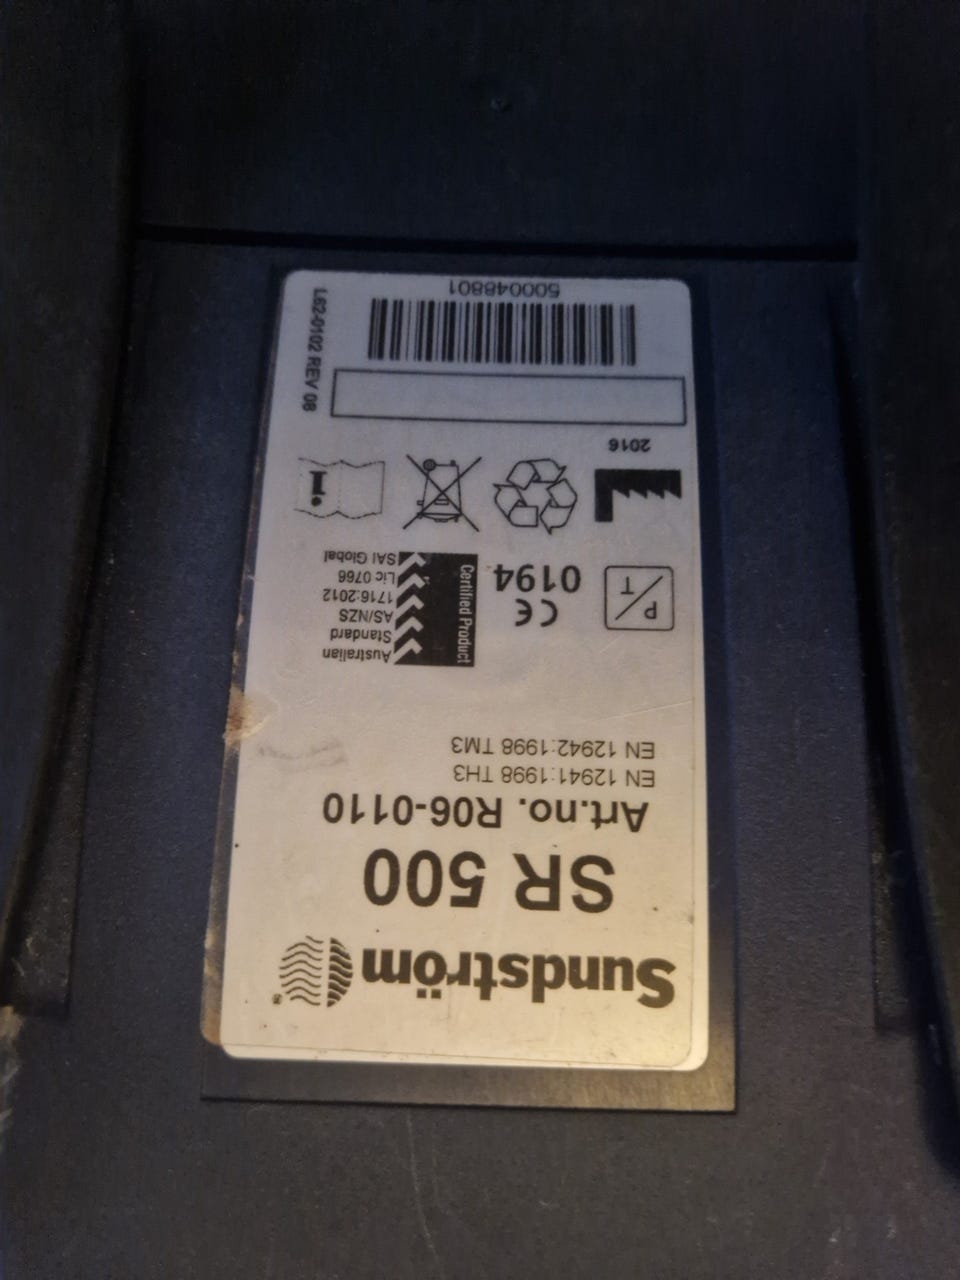 Sundström®
SR 500
Art.no. R06-0110
EN 12941:1998 TH3
EN 12942:1998 TM3
P/T
CE
0194
Certified Product
Australian
Standard
AS/NZS
1716:2012
Lic 0766
SAI Global
2016
i
L62-0102 REV 08
500048801